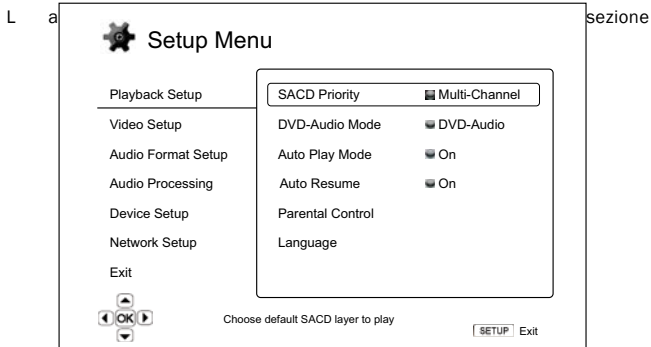 L a sezione
Setup Menu
Playback Setup
SACD Priority Multi-Channel
Video Setup
DVD-Audio Mode DVD-Audio
Audio Format Setup
Auto Play Mode On
Audio Processing
Auto Resume On
Device Setup
Parental Control
Network Setup
Language
Exit
OK
Choose default SACD layer to play
SETUP Exit